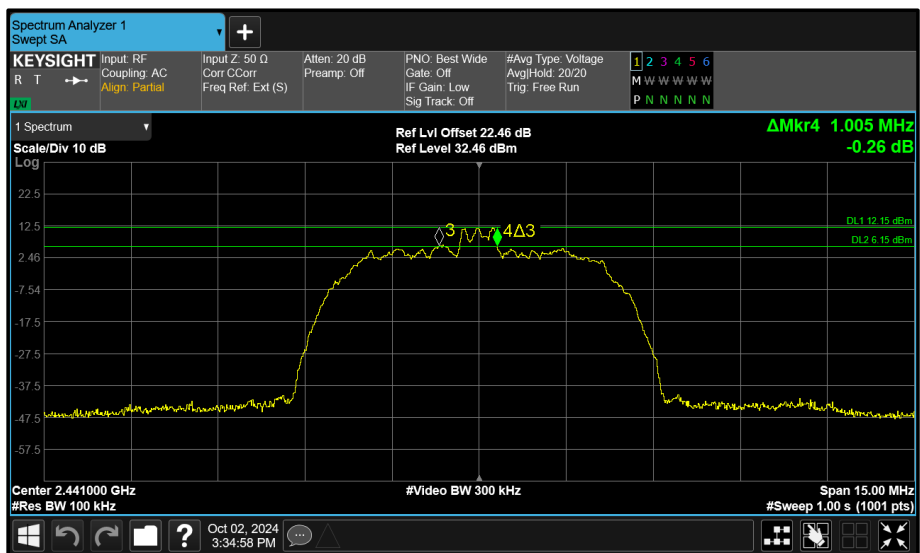 Spectrum Analyzer 1
Swept SA
+
KEYSIGHT
R T
LXI
Input: RF
Coupling: AC
Align: Partial
Input Z: 50 Ω
Corr CCorr
Freq Ref: Ext (S)
Atten: 20 dB
Preamp: Off
PNO: Best Wide
Gate: Off
IF Gain: Low
Sig Track: Off
#Avg Type: Voltage
Avg|Hold: 20/20
Trig: Free Run
1 2 3 4 5 6
M W W W W W
P N N N N N
1 Spectrum
Scale/Div 10 dB
Ref Lvl Offset 22.46 dB
Ref Level 32.46 dBm
ΔMkr4 1.005 MHz
-0.26 dB
Log
22.5
12.5
2.46
-7.54
-17.5
-27.5
-37.5
-47.5
-57.5
DL1 12.15 dBm
DL2 6.15 dBm
3
4Δ3
Center 2.441000 GHz
#Video BW 300 kHz
Span 15.00 MHz
#Res BW 100 kHz
#Sweep 1.00 s (1001 pts)
?
Oct 02, 2024
3:34:58 PM